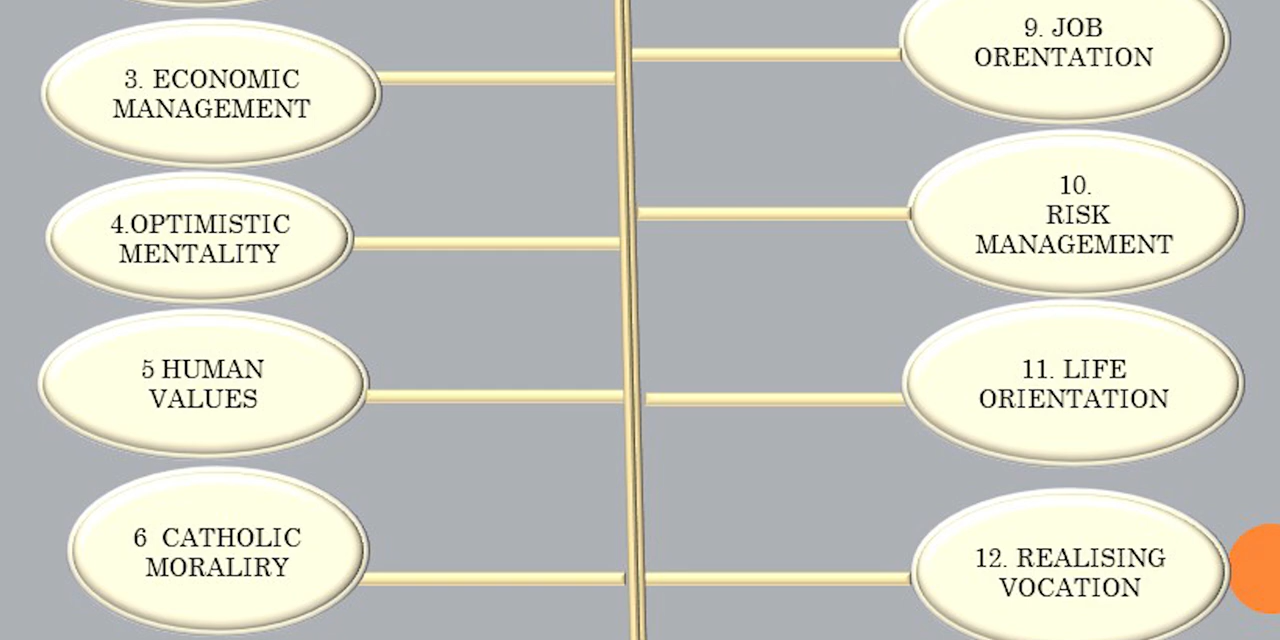 3. ECONOMIC
MANAGEMENT
4.OPTIMISTIC
MENTALITY
5 HUMAN
VALUES
6 CATHOLIC
MORALIRY
9. JOB
ORENTATION
10.
RISK
MANAGEMENT
11. LIFE
ORIENTATION
12. REALISING
VOCATION